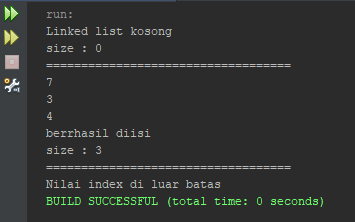 run:
Linked list kosong
size : 0
===================================
7
3
4
berrhasil diisi
size : 3
===================================
Nilai index di luar batas
BUILD SUCCESSFUL (total time: 0 seconds)